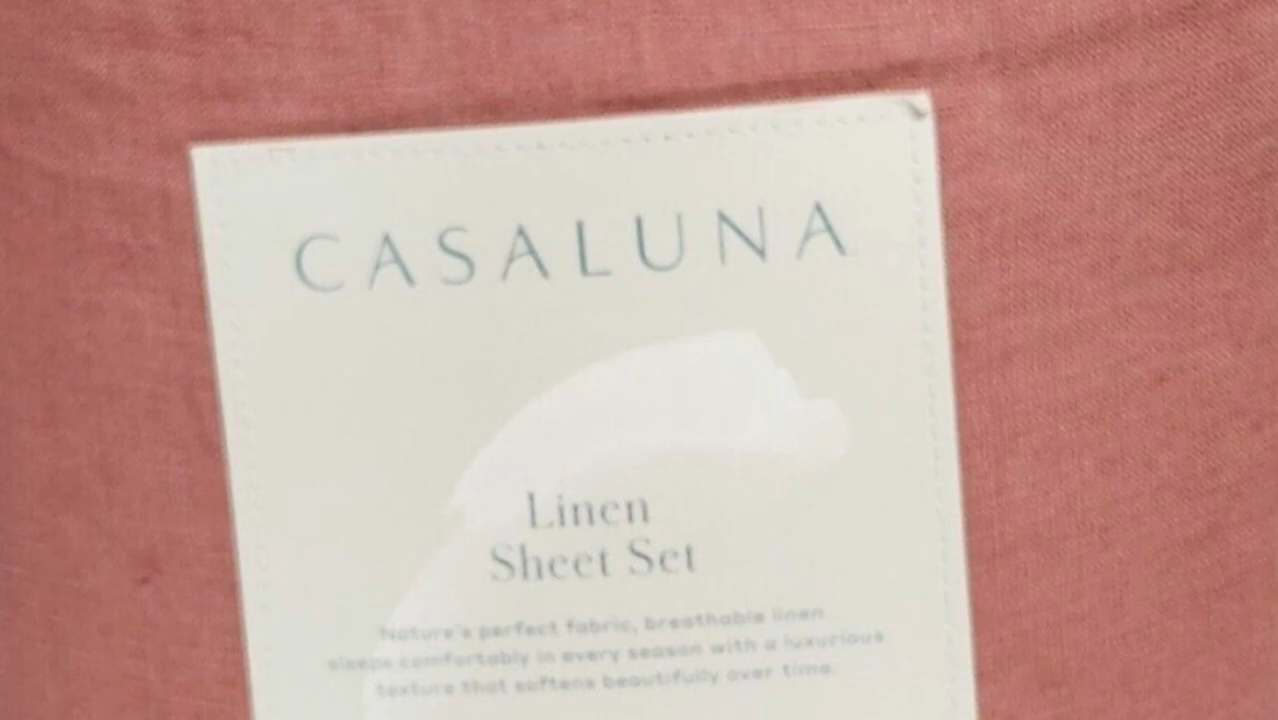 CASALUNA
Linen
Sheet Set
Nature's perfect fabric, breathable linen
sleeps comfortably in every season with a luxurious
texture that softens beautifully over time.